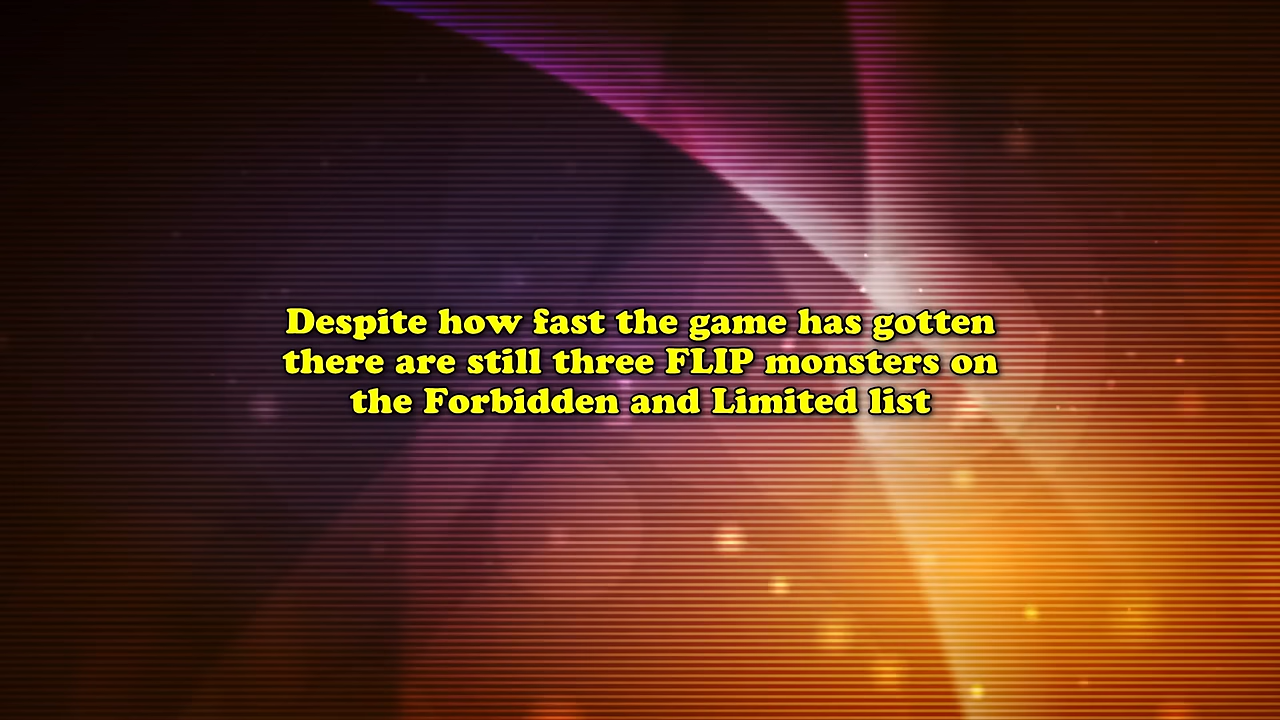 Despite how fast the game has gotten
there are still three FLIP monsters on
the Forbidden and Limited list